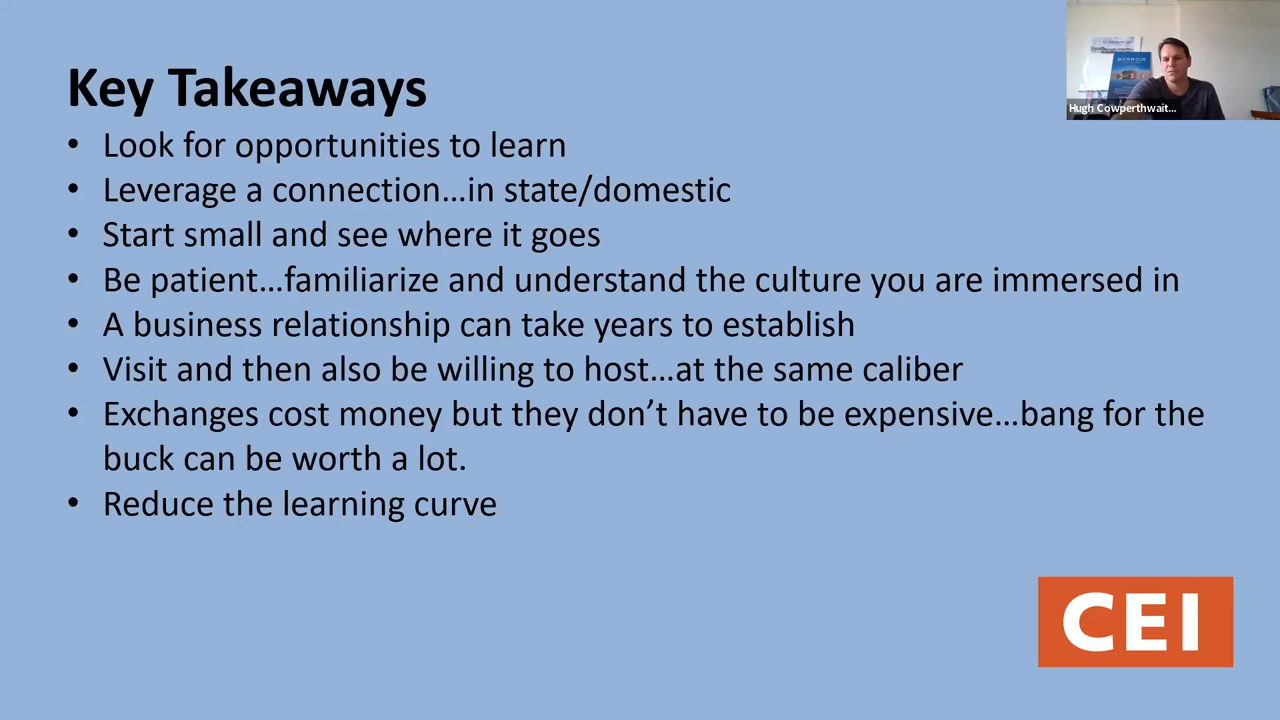 Key Takeaways
• Look for opportunities to learn
• Leverage a connection…in state/domestic
• Start small and see where it goes
• Be patient…familiarize and understand the culture you are immersed in
• A business relationship can take years to establish
• Visit and then also be willing to host…at the same caliber
• Exchanges cost money but they don’t have to be expensive…bang for the
buck can be worth a lot.
• Reduce the learning curve
MERROIR
Hugh Cowperthwait...
CEI